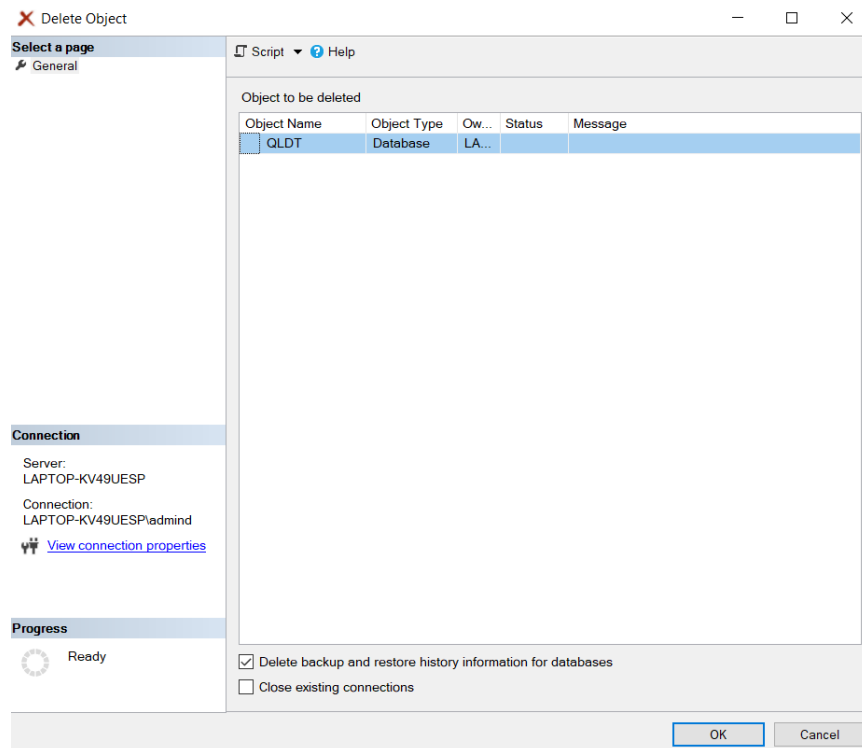 Delete Object
Select a page
General
Script
Help
Object to be deleted
Object Name Object Type Ow... Status Message
QLDT Database LA...
Connection
Server:
LAPTOP-KV49UESP
Connection:
LAPTOP-KV49UESP\admind
View connection properties
Progress
Ready
Delete backup and restore history information for databases
Close existing connections
OK Cancel